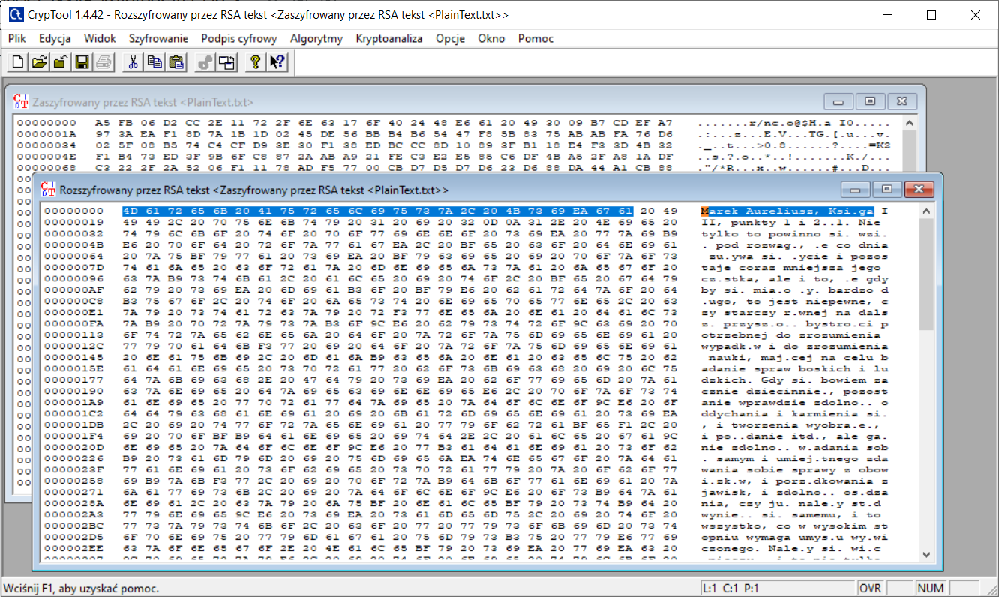 CrypTool 1.4.42 - Rozszyfrowany przez RSA tekst <Zaszyfrowany przez RSA tekst <PlainText.txt>>
Plik Edycja Widok Szyfrowanie Podpis cyfrowy Algorytmy Kryptoanaliza Opcje Okno Pomoc
Zaszyfrowany przez RSA tekst <PlainText.txt>
00000000 A5 FB 06 D2 CC 2E 11 72 2F 6E 63 17 6F 40 24 48 E6 61 20 49 30 09 B7 CD EF A7 .......r/nc.o@$H.a I0.....
0000001A 97 3A EA F1 8D 7A 1B 1D 02 45 DE 56 BB B4 B6 54 47 F8 5B 83 75 AB AB FA 76 D6 .:...z...E.V...TG.[.u...v.
00000034 02 5F 08 B5 74 C4 CF D9 3E 30 F1 38 ED BC CC 8D 10 89 3F B1 18 E4 F3 3D 4B 32 ._..t...>0.8......?....=K2
0000004E F1 B4 73 ED 3F 9B 6F C8 87 2A AB A9 21 FE C3 E2 E5 85 C6 DF 4B A5 2F A8 1A DF ..s.?.o..*..!.......K./...
00000068 C3 22 2F 2A 52 06 F1 11 78 AD F5 77 00 CB D7 D5 D7 D6 23 D6 88 DA 44 A1 CB 88 ."/*R...x..w......#...D...
Rozszyfrowany przez RSA tekst <Zaszyfrowany przez RSA tekst <PlainText.txt>>
00000000 4D 61 72 65 6B 20 41 75 72 65 6C 69 75 73 7A 2C 20 4B 73 69 EA 67 61 20 49 Marek Aureliusz, Ksi.ga I
00000019 49 49 2C 20 70 75 6E 6B 74 79 20 31 20 69 20 32 0D 0A 31 2E 20 4E 69 65 20 II, punkty 1 i 2..1. Nie
00000032 74 79 6C 6B 6F 20 74 6F 20 70 6F 77 69 6E 6E 6F 20 73 69 EA 20 77 7A 69 B9 tylko to powinno si. wzi.
0000004B E6 20 70 6F 64 20 72 6F 7A 77 61 67 EA 2C 20 BF 65 20 63 6F 20 64 6E 69 61 . pod rozwag., .e co dnia
00000064 20 7A 75 BF 79 77 61 20 73 69 EA 20 BF 79 63 69 65 20 69 20 70 6F 7A 6F 73 zu.ywa si. .ycie i pozos
0000007D 74 61 6A 65 20 63 6F 72 61 7A 20 6D 6E 69 65 6A 73 7A 61 20 6A 65 67 6F 20 taje coraz mniejsza jego
00000096 63 7A B9 73 74 6B 61 2C 20 61 6C 65 20 69 20 74 6F 2C 20 BF 65 20 67 64 79 cz.stka, ale i to, .e gdy
000000AF 62 79 20 73 69 EA 20 6D 69 61 B3 6F 20 BF 79 E6 20 62 61 72 64 7A 6F 20 64 by si. mia.o .y. bardzo d
000000C8 B3 75 67 6F 2C 20 74 6F 20 6A 65 73 74 20 6E 69 65 70 65 77 6E 65 2C 20 63 .ugo, to jest niepewne, c
000000E1 7A 79 20 73 74 61 72 63 7A 79 20 72 F3 77 6E 65 6A 20 6E 61 20 64 61 6C 73 zy starczy r.wnej na dals
000000FA 7A B9 20 70 72 7A 79 73 7A B3 6F 9C E6 20 62 79 73 74 72 6F 9C 63 69 20 70 z. przysz.o.. bystro.ci p
00000113 6F 74 72 7A 65 62 6E 65 6A 20 64 6F 20 7A 72 6F 7A 75 6D 69 65 6E 69 61 20 otrzebnej do zrozumienia
0000012C 77 79 70 61 64 6B F3 77 20 69 20 64 6F 20 7A 72 6F 7A 75 6D 69 65 6E 69 61 wypadk.w i do zrozumienia
00000145 20 6E 61 75 6B 69 2C 20 6D 61 6A B9 63 65 6A 20 6E 61 20 63 65 6C 75 20 62 nauki, maj.cej na celu b
0000015E 61 64 61 6E 69 65 20 73 70 72 61 77 20 62 6F 73 6B 69 63 68 20 69 20 6C 75 adanie spraw boskich i lu
00000177 64 7A 6B 69 63 68 2E 20 47 64 79 20 73 69 EA 20 62 6F 77 69 65 6D 20 7A 61 dzkich. Gdy si. bowiem za
00000190 63 7A 6E 69 65 20 64 7A 69 65 63 69 6E 6E 69 65 E6 2C 20 70 6F 7A 6F 73 74 cznie dziecinnie., pozost
000001A9 61 6E 69 65 20 77 70 72 61 77 64 7A 69 65 20 7A 64 6F 6C 6E 6F 9C E6 20 6F anie wprawdzie zdolno.. o
000001C2 64 64 79 63 68 61 6E 69 61 20 69 20 6B 61 72 6D 69 65 6E 69 61 20 73 69 EA ddychania i karmienia si.
000001DB 2C 20 69 20 74 77 6F 72 7A 65 6E 69 61 20 77 79 6F 62 72 61 BF 65 F1 2C 20 , i tworzenia wyobra.e.,
000001F4 69 20 70 6F BF B9 64 61 6E 69 65 20 69 74 64 2E 2C 20 61 6C 65 20 67 61 9C i po..danie itd., ale ga.
0000020D 6E 69 65 20 7A 64 6F 6C 6E 6F 9C E6 20 77 B3 61 64 61 6E 69 61 20 73 6F 62 nie zdolno.. w.adania sob
00000226 B9 20 73 61 6D 79 6D 20 69 20 75 6D 69 65 6A EA 74 6E 65 67 6F 20 7A 64 61 . samym i umiej.tnego zda
0000023F 77 61 6E 69 61 20 73 6F 62 69 65 20 73 70 72 61 77 79 20 7A 20 6F 62 6F 77 wania sobie sprawy z obow
00000258 69 B9 7A 6B F3 77 2C 20 69 20 70 6F 72 7A B9 64 6B 6F 77 61 6E 69 61 20 7A i.zk.w, i porz.dkowania z
00000271 6A 61 77 69 73 6B 2C 20 69 20 7A 64 6F 6C 6E 6F 9C E6 20 6F 73 B9 64 7A 61 jawisk, i zdolno.. os.dza
0000028A 6E 69 61 2C 20 63 7A 79 20 6A 75 BF 20 6E 61 6C 65 BF 79 20 73 74 B9 64 20 nia, czy ju. nale.y st.d
000002A3 77 79 6E 69 65 9C E6 20 73 69 EA 20 73 61 6D 65 6D 75 2C 20 69 20 74 6F 20 wynie.. si. samemu, i to
000002BC 77 73 7A 79 73 74 6B 6F 2C 20 63 6F 20 77 20 77 79 73 6F 6B 69 6D 20 73 74 wszystko, co w wysokim st
000002D5 6F 70 6E 69 75 20 77 79 6D 61 67 61 20 75 6D 79 73 B3 75 20 77 79 E6 77 69 opniu wymaga umys.u wy.wi
000002EE 63 7A 6F 6E 65 67 6F 2E 20 4E 61 6C 65 BF 79 20 73 69 EA 20 77 69 EA 63 20 czonego. Nale.y si. wi.c
Wciśnij F1, aby uzyskać pomoc.
L:1 C:1 P:1 OVR NUM